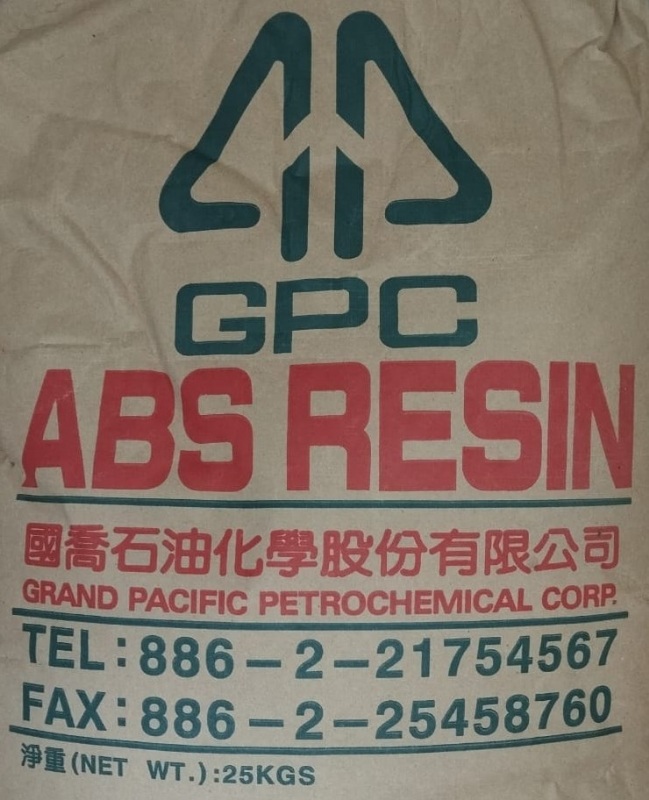 GPC
ABS RESIN
國喬石油化學股份有限公司
GRAND PACIFIC PETROCHEMICAL CORP.
TEL:886-2-21754567
FAX:886-2-25458760
淨重(NET WT.):25KGS